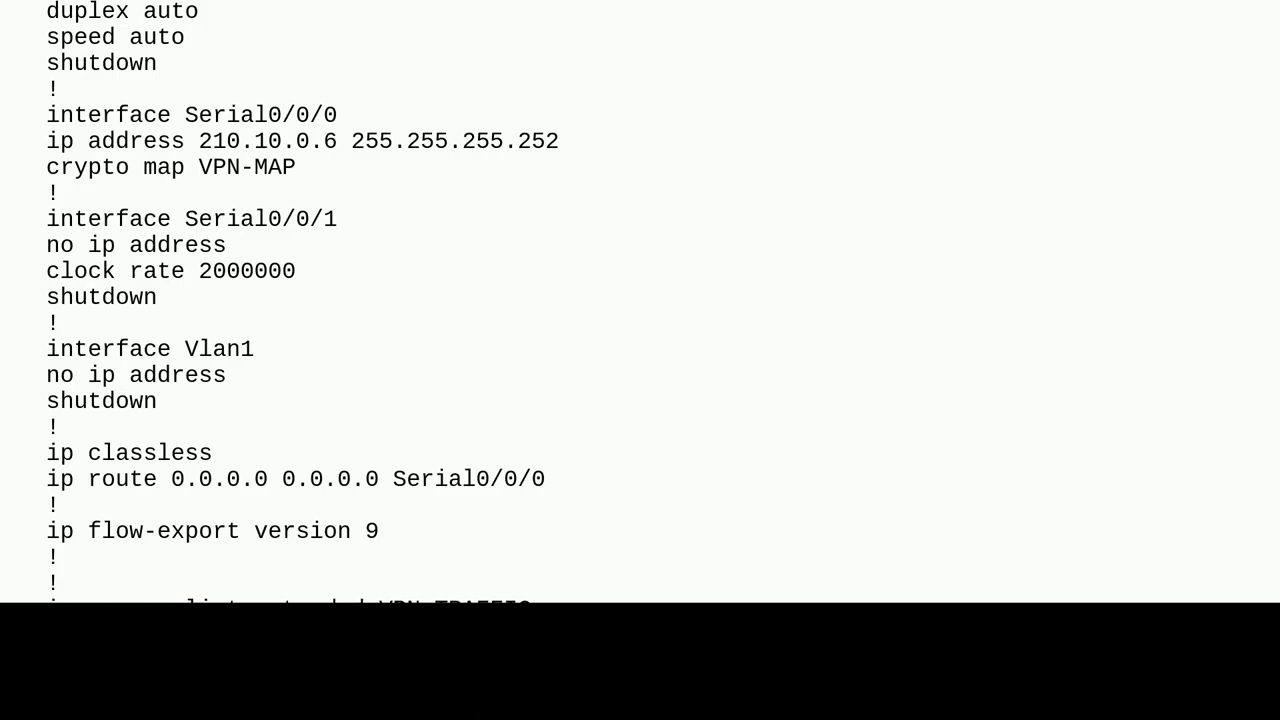 duplex auto
speed auto
shutdown
!
interface Serial0/0/0
ip address 210.10.0.6 255.255.255.252
crypto map VPN-MAP
!
interface Serial0/0/1
no ip address
clock rate 2000000
shutdown
!
interface Vlan1
no ip address
shutdown
!
ip classless
ip route 0.0.0.0 0.0.0.0 Serial0/0/0
!
ip flow-export version 9
!
!